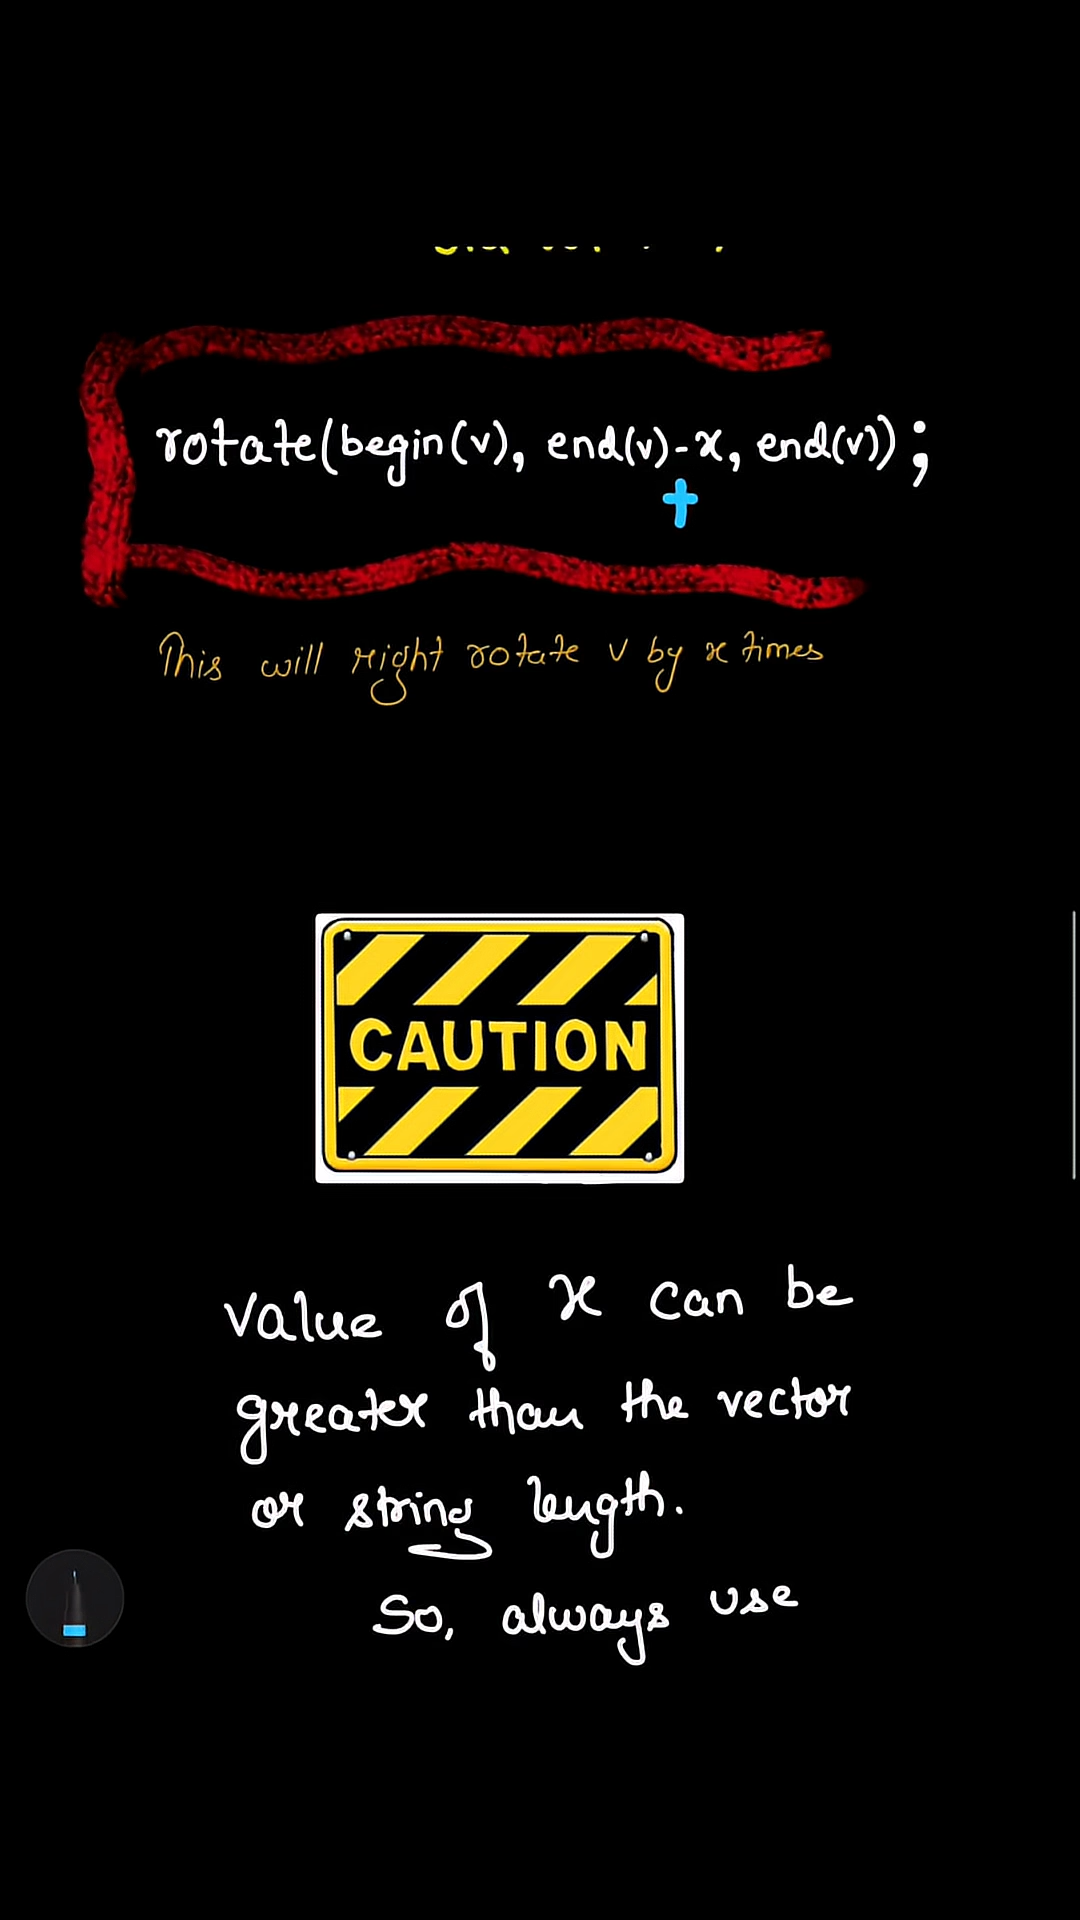 rotate(begin(v), end(v)-x, end(v));
This will right rotate v by x times
CAUTION
value of x can be
greater than the vector
or string length.
So, always use